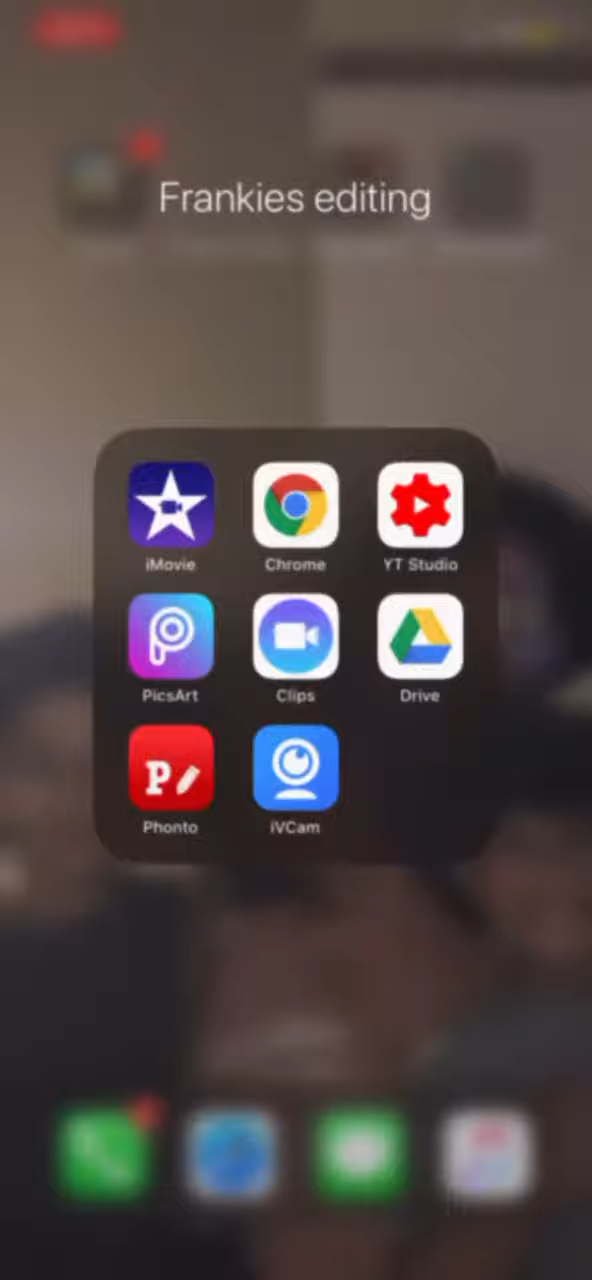 Frankies editing
iMovie
Chrome
YT Studio
PicsArt
Clips
Drive
P
Phonto
iVCam